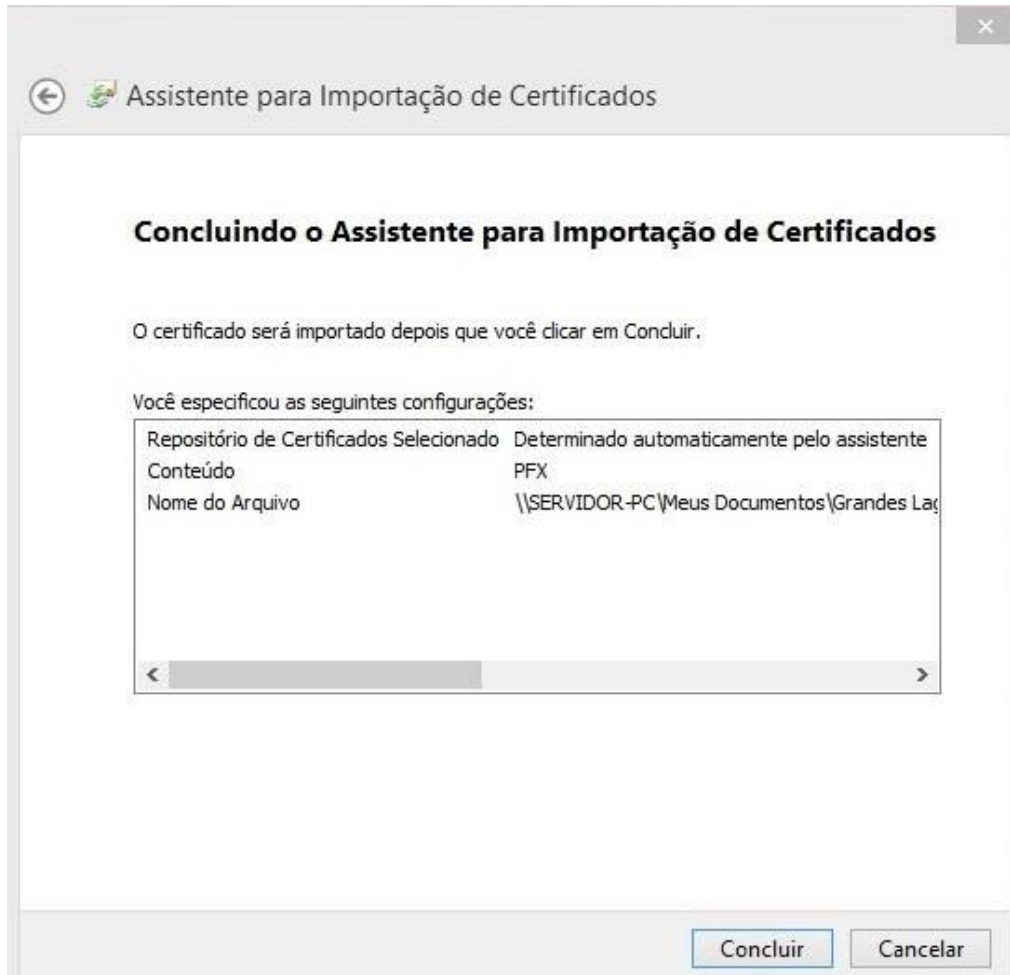 Assistente para Importação de Certificados
Concluindo o Assistente para Importação de Certificados
O certificado será importado depois que você clicar em Concluir.
Você especificou as seguintes configurações:
Repositório de Certificados Selecionado Determinado automaticamente pelo assistente
Conteúdo PFX
Nome do Arquivo \\SERVIDOR-PC\Meus Documentos\Grandes Lag
Concluir Cancelar